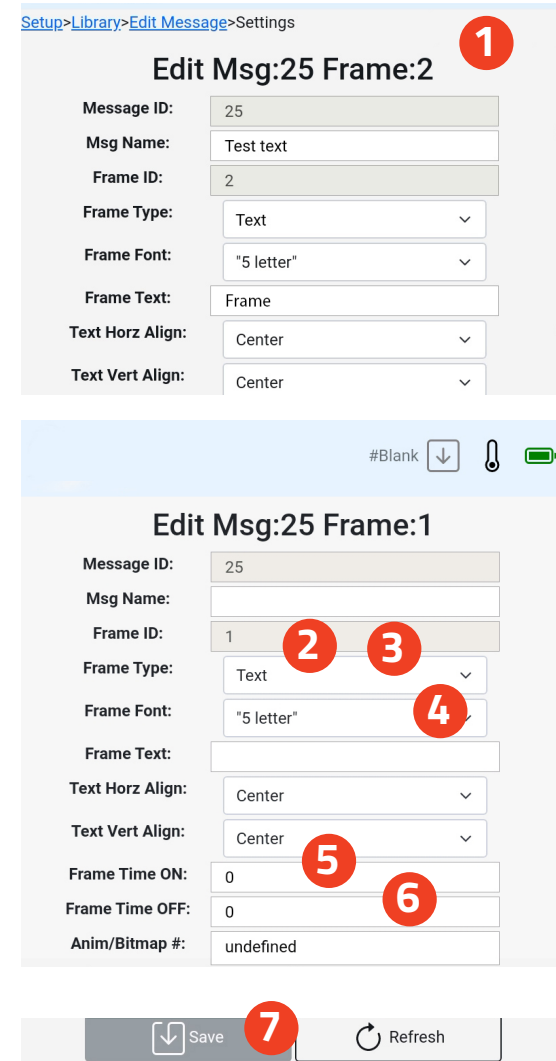 Setup>Library>Edit Message>Settings
1
Edit Msg:25 Frame:2
Message ID: 25
Msg Name: Test text
Frame ID: 2
Frame Type: Text
Frame Font: "5 letter"
Frame Text: Frame
Text Horz Align: Center
Text Vert Align: Center
#Blank
Edit Msg:25 Frame:1
Message ID: 25
Msg Name:
Frame ID: 1
2 3
Frame Type: Text
Frame Font: "5 letter"
4
Frame Text:
Text Horz Align: Center
Text Vert Align: Center
5
Frame Time ON: 0
6
Frame Time OFF: 0
Anim/Bitmap #: undefined
Save 7 Refresh